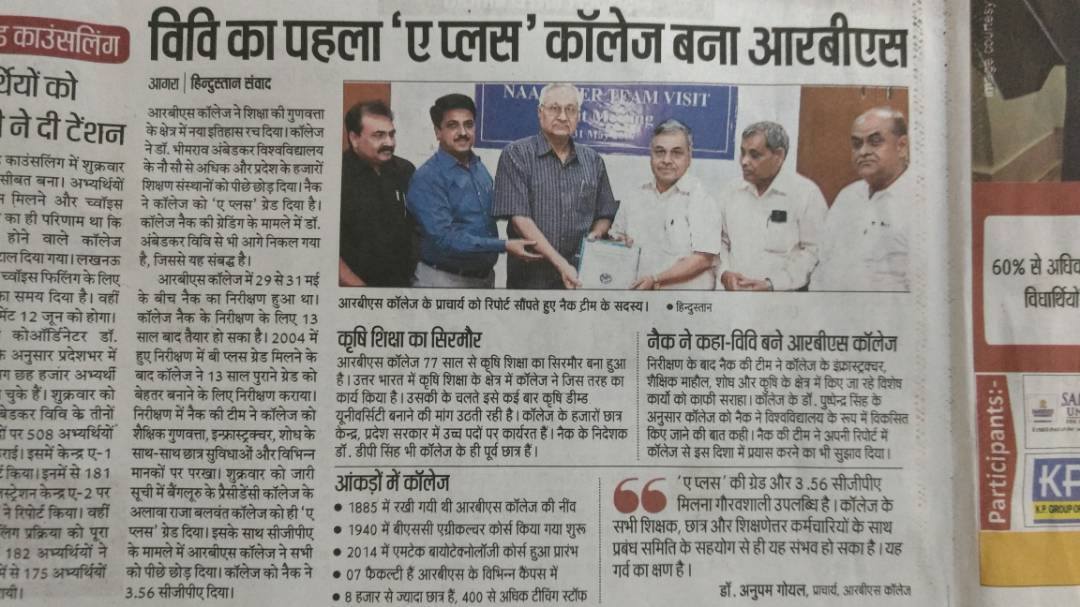 ड काउंसलिंग
र्थियों को
ने दी टेंशन
काउंसलिंग में शुक्रवार
सीबत बना। अभ्यर्थियों
मिलने और च्वॉइस
का ही परिणाम था कि
होने वाले कॉलेज
टाल दिया गया। लखनऊ
च्वॉइस फिलिंग के लिए
का समय दिया है। वहीं
मेंट 12 जून को होगा।
कोऑर्डिनेटर डॉ.
के अनुसार प्रदेशभर में
ग छह हजार अभ्यर्थी
चुके हैं। शुक्रवार को
बेडकर विवि के तीनों
ों पर 508 अभ्यर्थियों
राई। इसमें केन्द्र ए-1
किया। इनमें से 181
स्ट्रेशन केन्द्र ए-2 पर
ने रिपोर्ट किया। वहीं
लिंग प्रक्रिया को पूरा
182 अभ्यर्थियों ने
में से 175 अभ्यर्थियों
ायी।
विवि का पहला ‘ए प्लस’ कॉलेज बना आरबीएस
आगरा | हिन्दुस्तान संवाद
आरबीएस कॉलेज ने शिक्षा की गुणवत्ता
के क्षेत्र में नया इतिहास रच दिया। कॉलेज
ने डॉ. भीमराव अंबेडकर विश्वविद्यालय
के नौ सौ से अधिक और प्रदेश के हजारों
शिक्षण संस्थानों को पीछे छोड़ दिया। नैक
ने कॉलेज को ‘ए प्लस’ ग्रेड दिया है।
कॉलेज नैक की ग्रेडिंग के मामले में डॉ.
अंबेडकर विवि से भी आगे निकल गया
है, जिससे यह संबद्ध है।
आरबीएस कॉलेज में 29 से 31 मई
के बीच नैक का निरीक्षण हुआ था।
कॉलेज नैक के निरीक्षण के लिए 13
साल बाद तैयार हो सका है। 2004 में
हुए निरीक्षण में बी प्लस ग्रेड मिलने के
बाद कॉलेज ने 13 साल पुराने ग्रेड को
बेहतर बनाने के लिए निरीक्षण कराया।
निरीक्षण में नैक की टीम ने कॉलेज को
शैक्षिक गुणवत्ता, इन्फ्रास्ट्रक्चर, शोध के
साथ-साथ छात्र सुविधाओं और विभिन्न
मानकों पर परखा। शुक्रवार को जारी
सूची में बैंगलुरु के प्रैसीडेंसी कॉलेज के
अलावा राजा बलवंत कॉलेज को ही ‘ए
प्लस’ ग्रेड दिया। इसके साथ सीजीपीए
के मामले में आरबीएस कॉलेज ने सभी
को पीछे छोड़ दिया। कॉलेज को नैक ने
3.56 सीजीपीए दिया।
TEAM VISIT
Meeting
आरबीएस कॉलेज के प्राचार्य को रिपोर्ट सौंपते हुए नैक टीम के सदस्य। ● हिन्दुस्तान
कृषि शिक्षा का सिरमौर
आरबीएस कॉलेज 77 साल से कृषि शिक्षा का सिरमौर बना हुआ
है। उत्तर भारत में कृषि शिक्षा के क्षेत्र में कॉलेज ने जिस तरह का
कार्य किया है। उसकी के चलते इसे कई बार कृषि डीम्ड
यूनीवर्सिटी बनाने की मांग उठती रही है। कॉलेज के हजारों छात्र
केन्द्र, प्रदेश सरकार में उच्च पदों पर कार्यरत हैं। नैक के निदेशक
डॉ. डीपी सिंह भी कॉलेज के ही पूर्व छात्र हैं।
नैक ने कहा-विवि बने आरबीएस कॉलेज
निरीक्षण के बाद नैक की टीम ने कॉलेज के इंफ्रास्ट्रक्चर,
शैक्षिक माहौल, शोध और कृषि के क्षेत्र में किए जा रहे विशेष
कार्यों को काफी सराहा। कॉलेज के डॉ. पुष्पेन्द्र सिंह के
अनुसार कॉलेज को नैक ने विश्वविद्यालय के रूप में विकसित
किए जाने की बात कही। नैक की टीम ने अपनी रिपोर्ट में
कॉलेज से इस दिशा में प्रयास करने का भी सुझाव दिया।
आंकड़ों में कॉलेज
● 1885 में रखी गयी थी आरबीएस कॉलेज की नींव
● 1940 में बीएससी एग्रीकल्चर कोर्स किया गया शुरू
● 2014 में एमटेक बायोटेक्नोलॉजी कोर्स हुआ प्रारंभ
● 07 फैकल्टी हैं आरबीएस के विभिन्न कैंपस में
● 8 हजार से ज्यादा छात्र हैं, 400 से अधिक टीचिंग स्टॉफ
‘ए प्लस’ की ग्रेड और 3.56 सीजीपीए
मिलना गौरवशाली उपलब्धि है। कॉलेज के
सभी शिक्षक, छात्र और शिक्षणेत्तर कर्मचारियों के साथ
प्रबंध समिति के सहयोग से ही यह संभव हो सका है। यह
गर्व का क्षण है।
डॉ. अनुपम गोयल, प्राचार्य, आरबीएस कॉलेज
image courtesy
60% से अधिक
विद्यार्थियों
Participants:-
K.P. GROUP OF